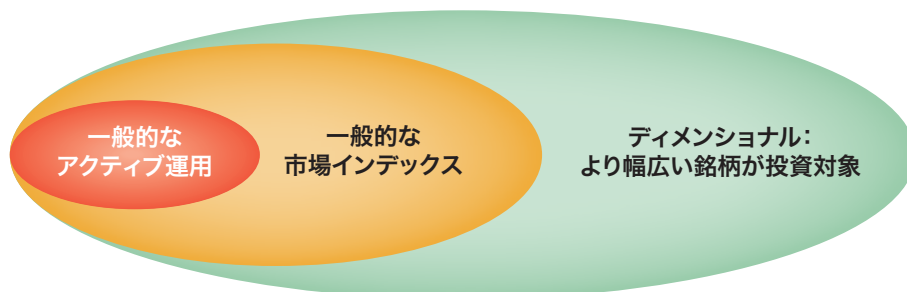 一般的な
アクティブ運用
一般的な
市場インデックス
ディメンショナル：
より幅広い銘柄が投資対象